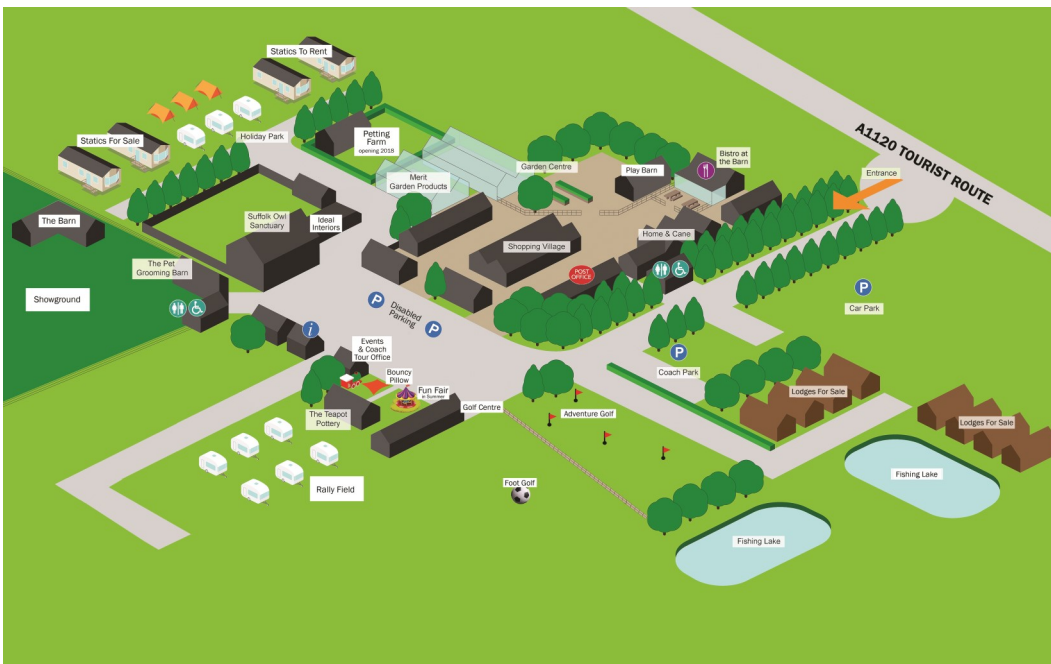 Statics To Rent
Statics For Sale
Holiday Park
Petting
Farm
opening 2018
Merit
Garden Products
Garden Centre
Play Barn
Bistro at
the Barn
A1120 TOURIST ROUTE
Entrance
The Barn
Suffolk Owl
Sanctuary
Ideal
Interiors
Shopping Village
Home & Cane
POST
OFFICE
The Pet
Grooming Barn
Showground
P
Disabled
Parking
P
i
P
Car Park
P
Coach Park
Events
& Coach
Tour Office
Bouncy
Pillow
Fun Fair
in Summer
Golf Centre
The Teapot
Pottery
Adventure Golf
Lodges For Sale
Lodges For Sale
Rally Field
Foot Golf
Fishing Lake
Fishing Lake